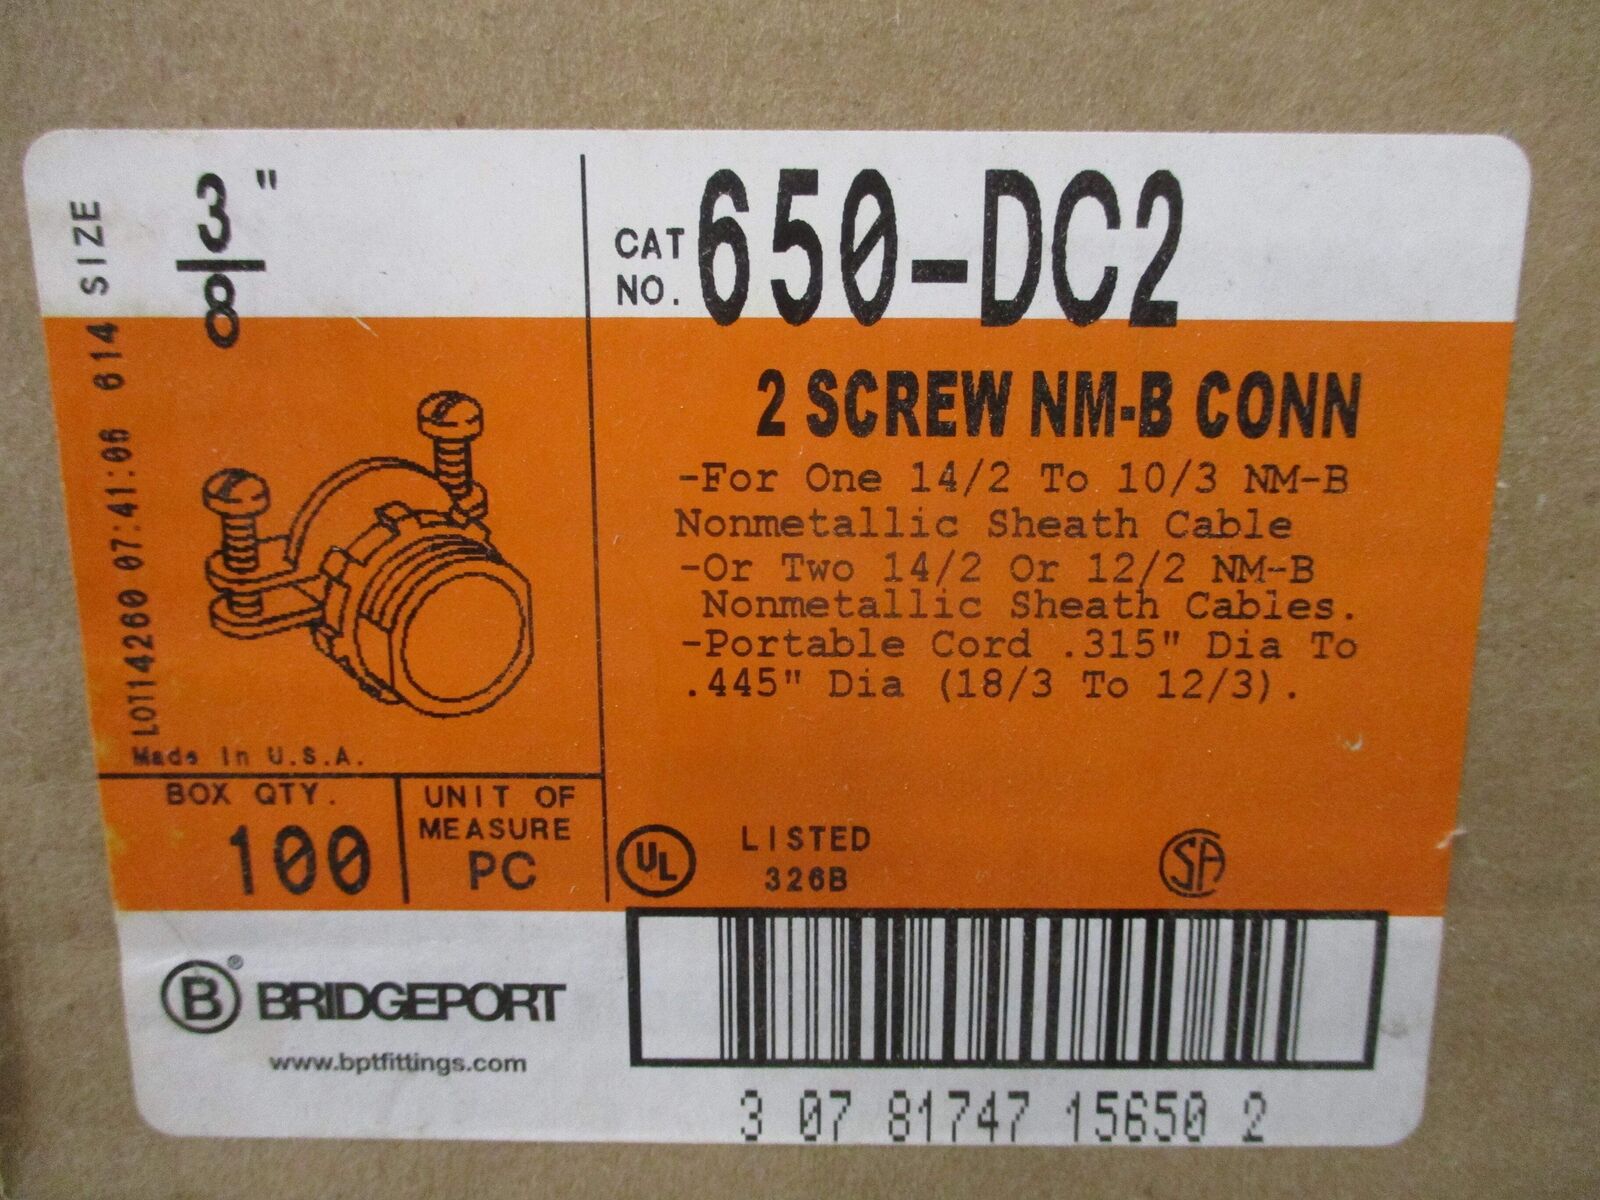 SIZE
3/8"
CAT NO. 650-DC2
2 SCREW NM-B CONN
-For One 14/2 To 10/3 NM-B
Nonmetallic Sheath Cable
-Or Two 14/2 Or 12/2 NM-B
Nonmetallic Sheath Cables.
-Portable Cord .315" Dia To
.445" Dia (18/3 To 12/3).
LOT14260 07:41:06 614
Made In U.S.A.
BOX QTY.
100
UNIT OF
MEASURE
PC
UL
LISTED
326B
SA
B® BRIDGEPORT
www.bptfittings.com
3 07 81747 15650 2